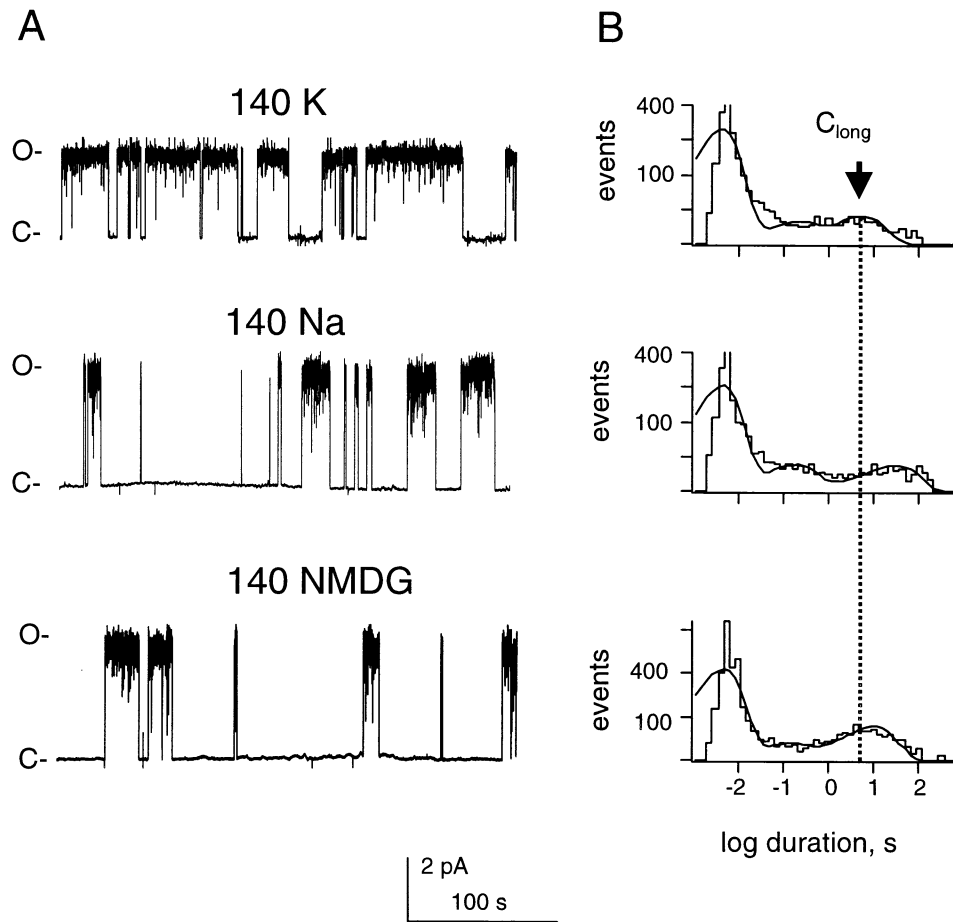 A
B
140 K
O-
C-
400
100
events
C long
140 Na
O-
C-
400
100
events
140 NMDG
O-
C-
400
100
events
-2 -1 0 1 2
log duration, s
2 pA
100 s